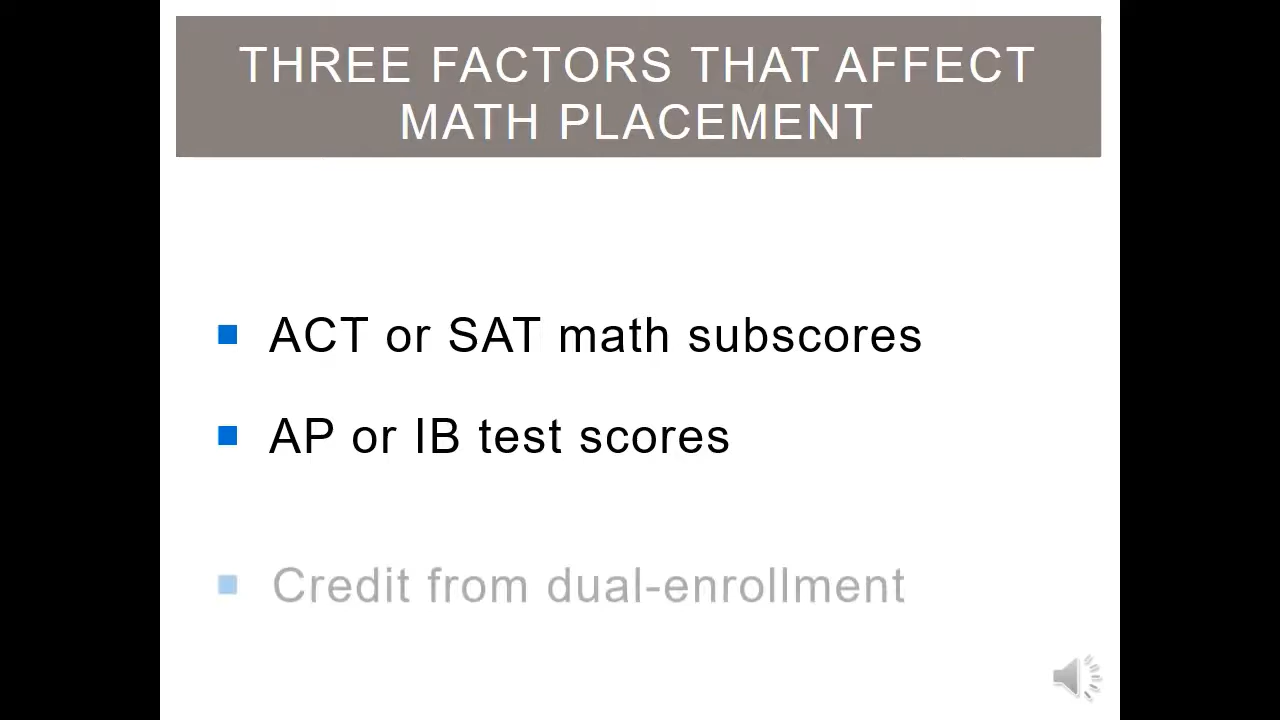 THREE FACTORS THAT AFFECT
MATH PLACEMENT
ACT or SAT math subscores
AP or IB test scores
Credit from dual-enrollment